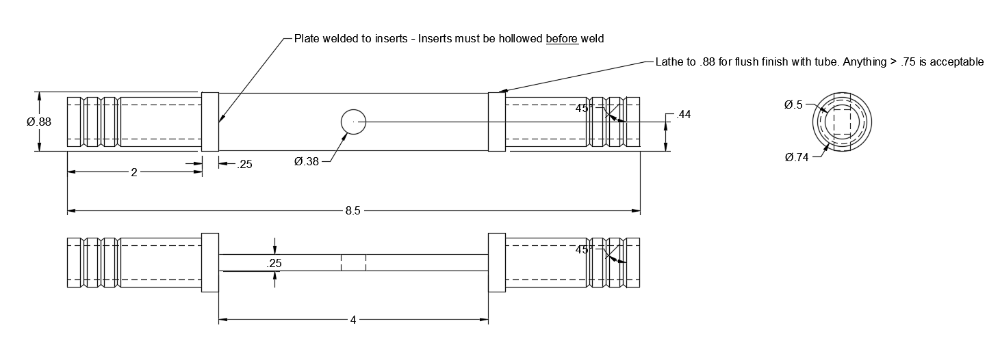 Plate welded to inserts - Inserts must be hollowed before weld
Lathe to .88 for flush finish with tube. Anything > .75 is acceptable
45°
Ø.5
.44
Ø.88
Ø.38
Ø.74
.25
2
8.5
45°
.25
4